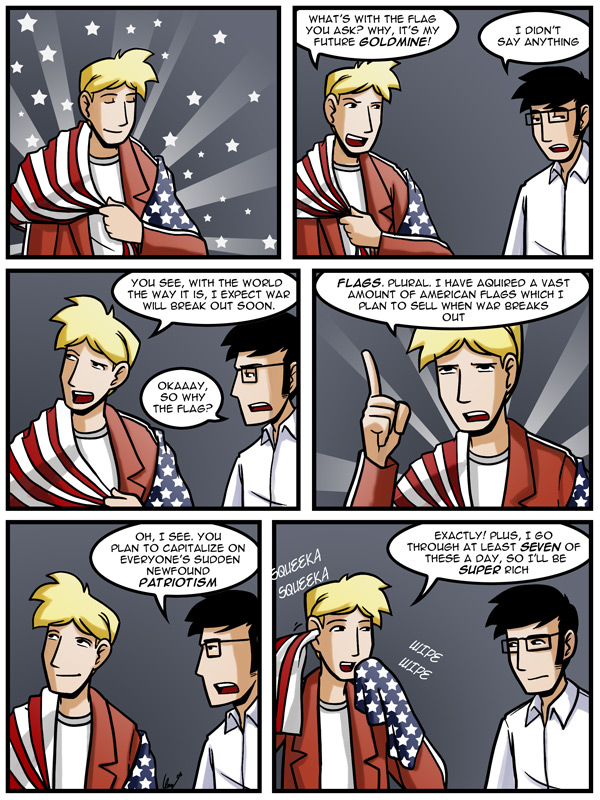 WHAT'S WITH THE FLAG
YOU ASK? WHY, IT'S MY
FUTURE GOLDMINE!
I DIDN'T
SAY ANYTHING
YOU SEE, WITH THE WORLD
THE WAY IT IS, I EXPECT WAR
WILL BREAK OUT SOON.
OKAAAY,
SO WHY
THE FLAG?
FLAGS. PLURAL. I HAVE AQUIRED A VAST
AMOUNT OF AMERICAN FLAGS WHICH I
PLAN TO SELL WHEN WAR BREAKS
OUT
OH, I SEE. YOU
PLAN TO CAPITALIZE ON
EVERYONE'S SUDDEN
NEWFOUND
PATRIOTISM
EXACTLY! PLUS, I GO
THROUGH AT LEAST SEVEN OF
THESE A DAY, SO I'LL BE
SUPER RICH
SQUEEKA
SQUEEKA
WIPE
WIPE